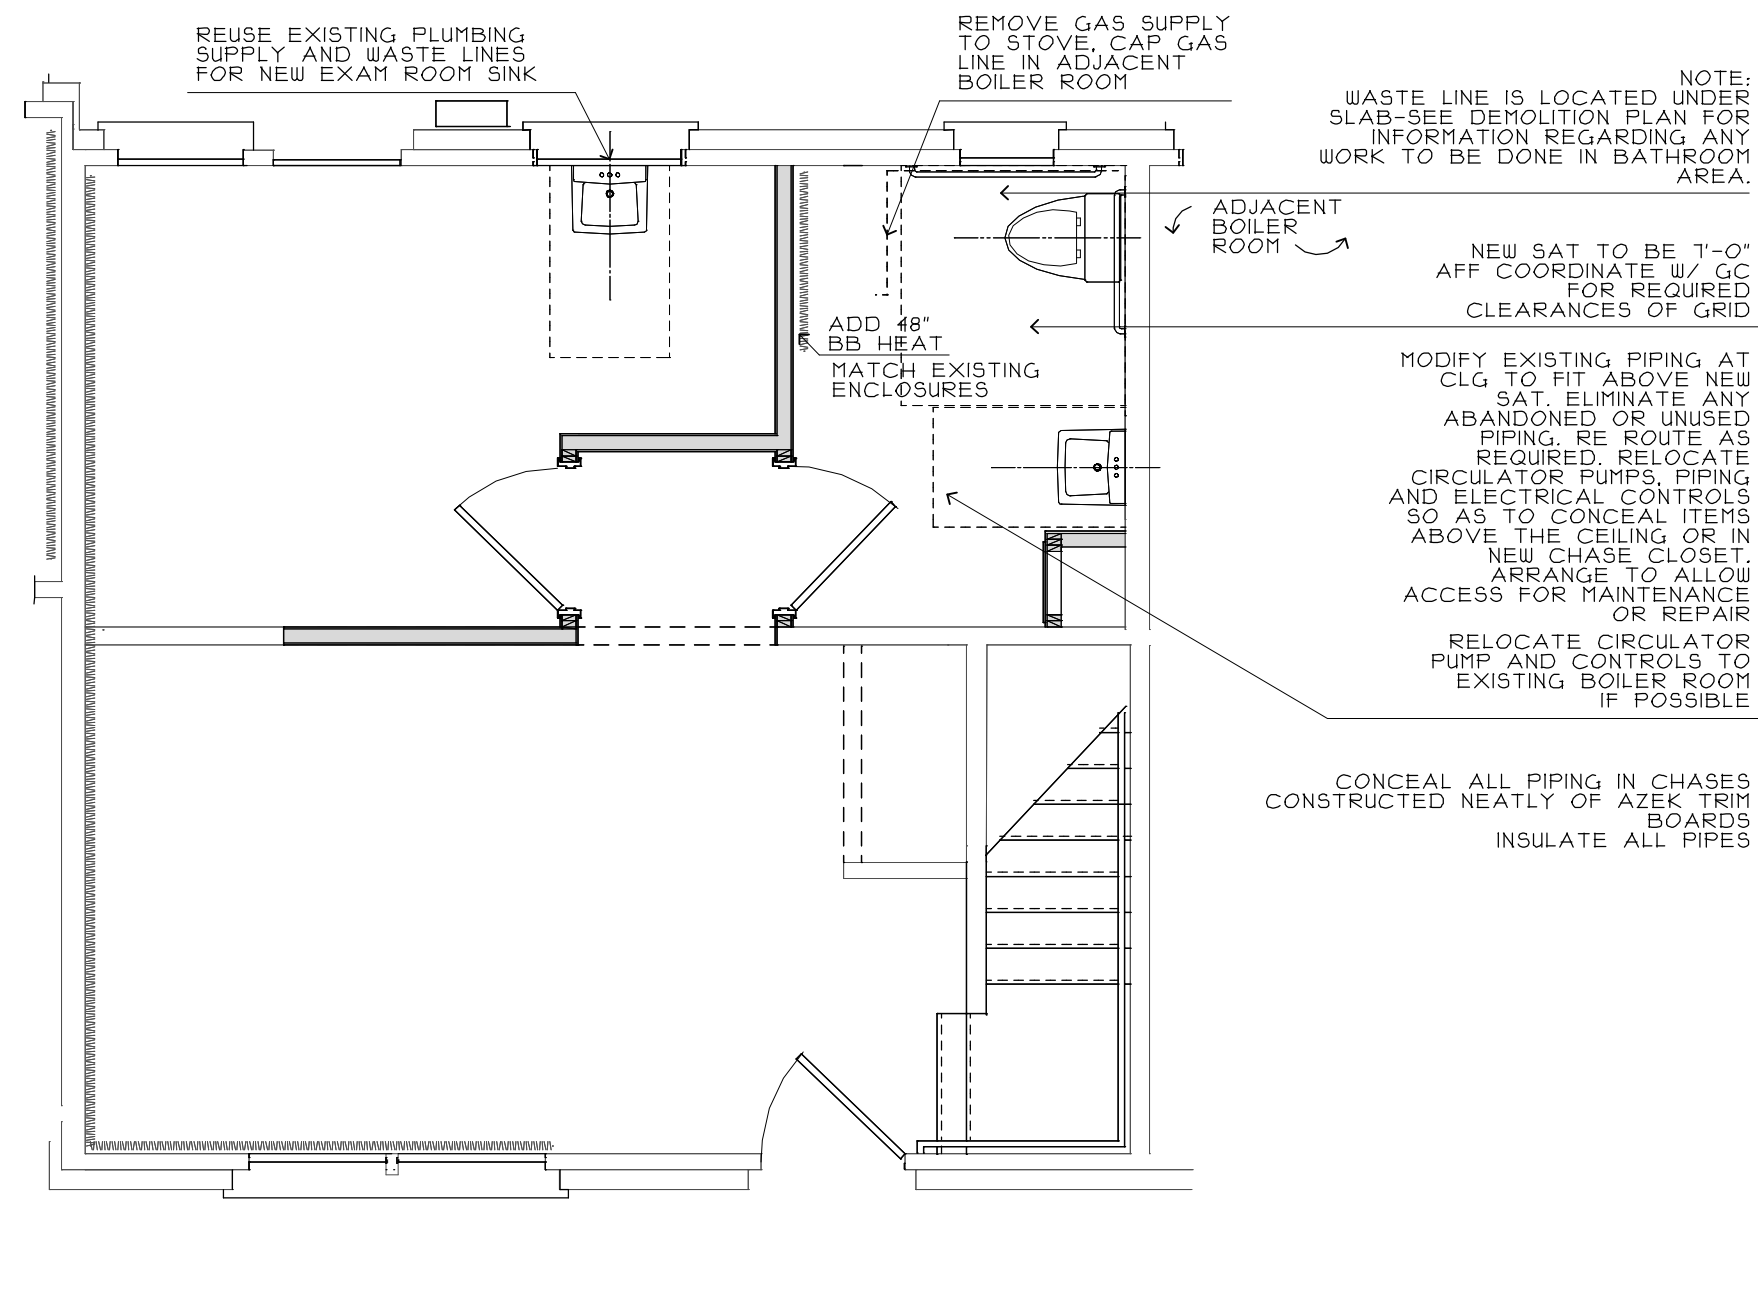 REUSE EXISTING PLUMBING
SUPPLY AND WASTE LINES
FOR NEW EXAM ROOM SINK
REMOVE GAS SUPPLY
TO STOVE, CAP GAS
LINE IN ADJACENT
BOILER ROOM
NOTE:
WASTE LINE IS LOCATED UNDER
SLAB-SEE DEMOLITION PLAN FOR
INFORMATION REGARDING ANY
WORK TO BE DONE IN BATHROOM
AREA.
ADJACENT
BOILER
ROOM
NEW SAT TO BE 7'-0"
AFF COORDINATE W/ GC
FOR REQUIRED
CLEARANCES OF GRID
ADD 48"
BB HEAT
MATCH EXISTING
ENCLOSURES
MODIFY EXISTING PIPING AT
CLG TO FIT ABOVE NEW
SAT. ELIMINATE ANY
ABANDONED OR UNUSED
PIPING. RE ROUTE AS
REQUIRED. RELOCATE
CIRCULATOR PUMPS, PIPING
AND ELECTRICAL CONTROLS
SO AS TO CONCEAL ITEMS
ABOVE THE CEILING OR IN
NEW CHASE CLOSET.
ARRANGE TO ALLOW
ACCESS FOR MAINTENANCE
OR REPAIR
RELOCATE CIRCULATOR
PUMP AND CONTROLS TO
EXISTING BOILER ROOM
IF POSSIBLE
CONCEAL ALL PIPING IN CHASES
CONSTRUCTED NEATLY OF AZEK TRIM
BOARDS
INSULATE ALL PIPES